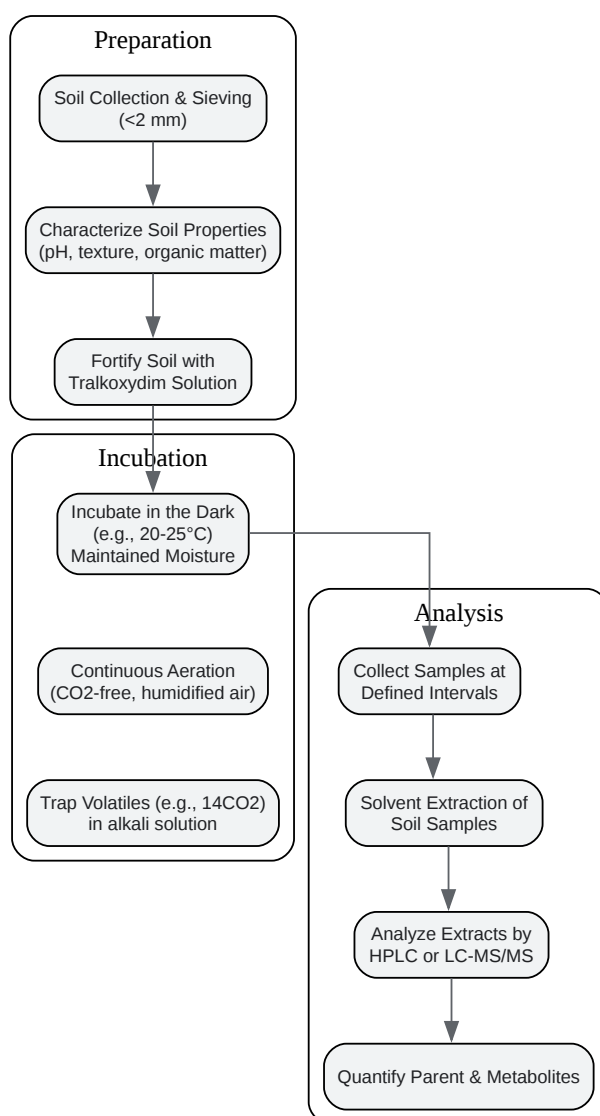 Preparation
Soil Collection & Sieving
(<2 mm)
Characterize Soil Properties
(pH, texture, organic matter)
Fortify Soil with
Tralkoxydim Solution
Incubation
Incubate in the Dark
(e.g., 20-25°C)
Maintained Moisture
Continuous Aeration
(CO2-free, humidified air)
Trap Volatiles (e.g., 14CO2)
in alkali solution
Analysis
Collect Samples at
Defined Intervals
Solvent Extraction of
Soil Samples
Analyze Extracts by
HPLC or LC-MS/MS
Quantify Parent & Metabolites